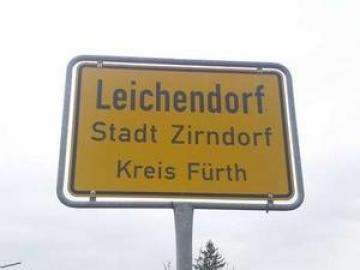 Leichendorf
Stadt Zirndorf
Kreis Fürth